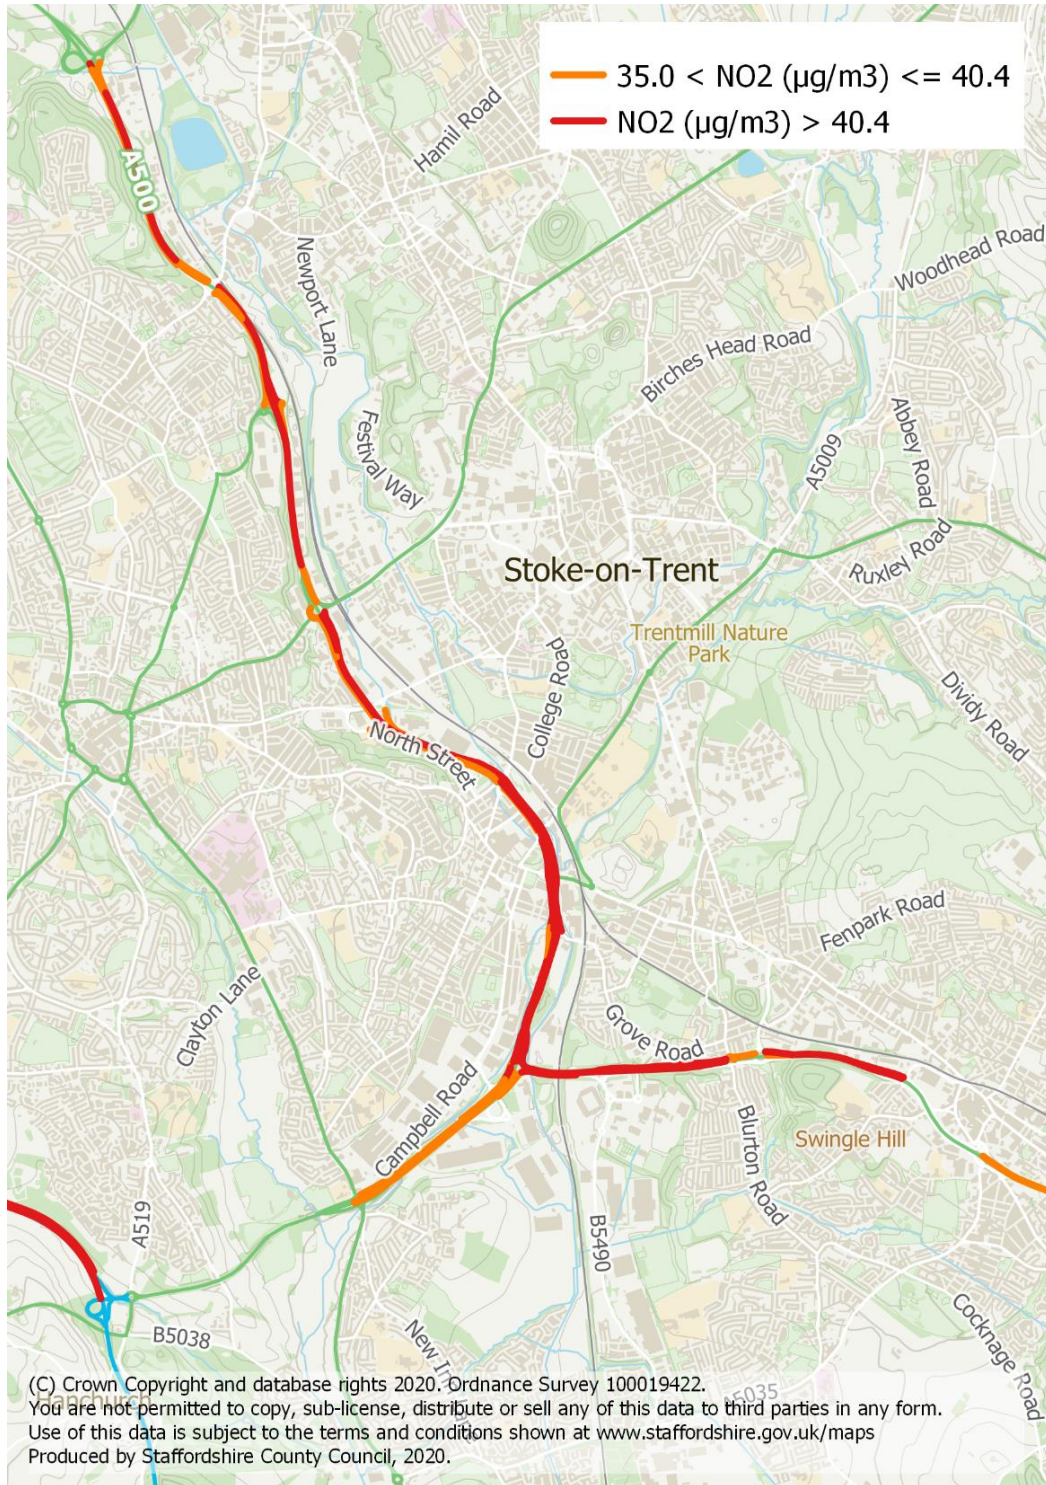 35.0 < NO2 (µg/m3) <= 40.4
NO2 (µg/m3) > 40.4
Hamil Road
A500
Newport Lane
Woodhead Road
Birches Head Road
Festival Way
A5009
Abbey Road
Stoke-on-Trent
Ruxley Road
Trentmill Nature
Park
College Road
Dividy Road
North Street
Fenpark Road
Clayton Lane
Grove Road
Campbell Road
Blurton Road
Swingle Hill
A519
B5490
B5038
Cocknage Road
A5035
Hanchurch
(C) Crown Copyright and database rights 2020. Ordnance Survey 100019422.
You are not permitted to copy, sub-license, distribute or sell any of this data to third parties in any form.
Use of this data is subject to the terms and conditions shown at www.staffordshire.gov.uk/maps
Produced by Staffordshire County Council, 2020.